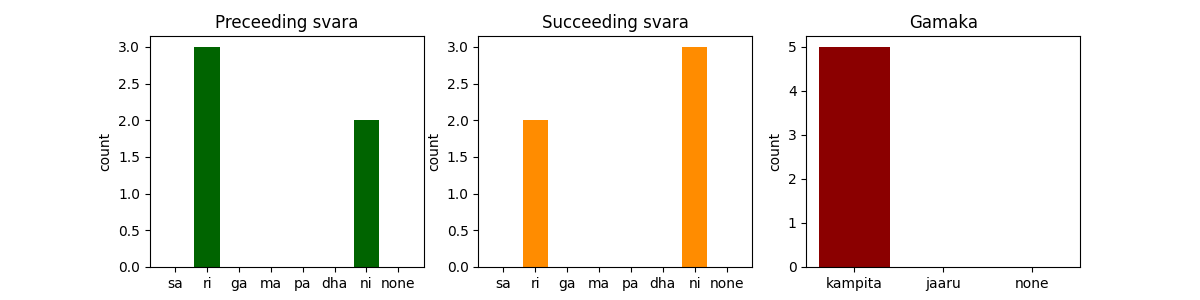 Preceeding svara
count
3.0
2.5
2.0
1.5
1.0
0.5
0.0
sa ri ga ma pa dha ni none
Succeeding svara
count
3.0
2.5
2.0
1.5
1.0
0.5
0.0
sa ri ga ma pa dha ni none
Gamaka
count
5
4
3
2
1
0
kampita jaaru none